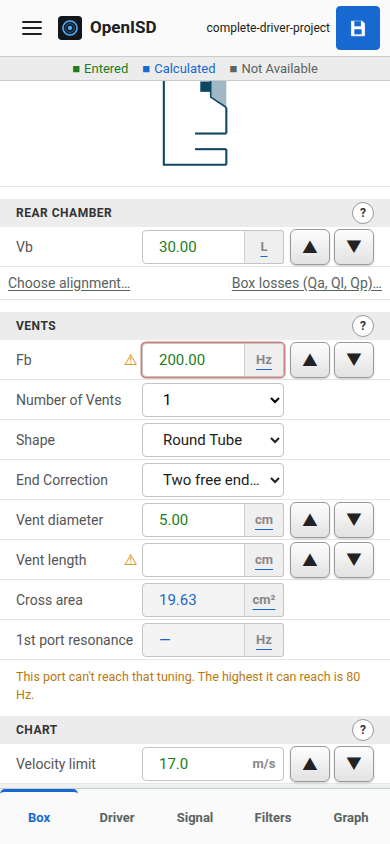 OpenISD
complete-driver-project
Entered
Calculated
Not Available
REAR CHAMBER
?
Vb
30.00
L
Choose alignment...
Box losses (Qa, Ql, Qp)...
VENTS
?
Fb
200.00
Hz
Number of Vents
1
Shape
Round Tube
End Correction
Two free end...
Vent diameter
5.00
cm
Vent length
cm
Cross area
19.63
cm²
1st port resonance
—
Hz
This port can't reach that tuning. The highest it can reach is 80
Hz.
CHART
?
Velocity limit
17.0
m/s
Box
Driver
Signal
Filters
Graph